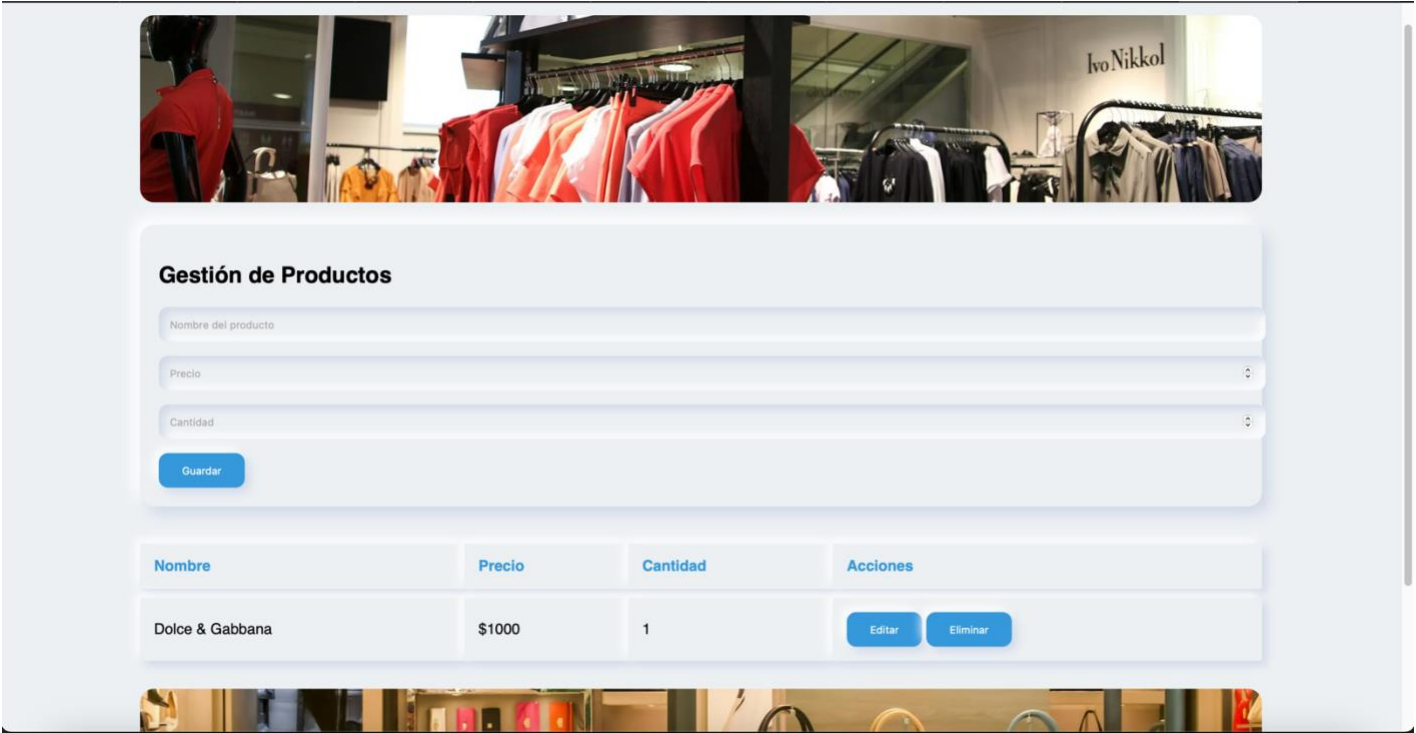 Ivo Nikkol
Gestión de Productos
Nombre del producto
Precio
Cantidad
Guardar
Nombre Precio Cantidad Acciones
Dolce & Gabbana $1000 1 Editar Eliminar